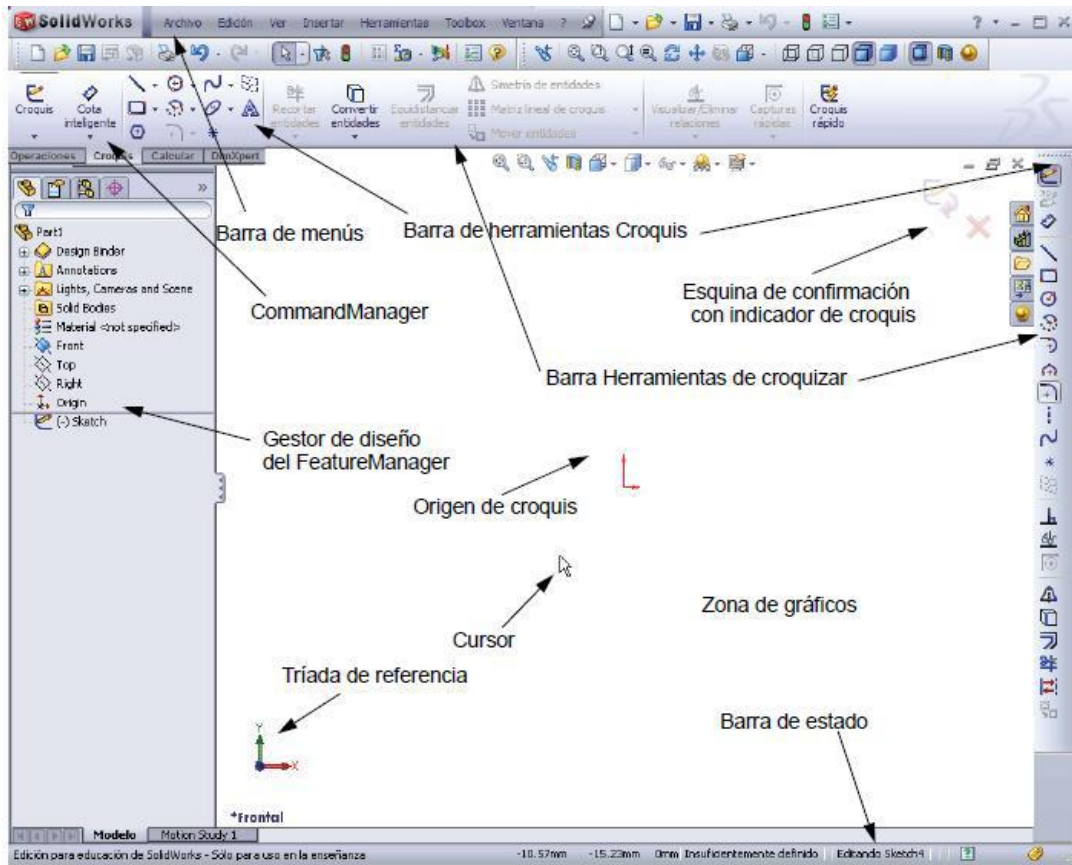 SolidWorks Archivo Edición Ver Insertar Herramientas Toolbox Ventana ?
Croquis
Cota inteligente
Recortar entidades
Convertir entidades
Equidistanciar entidades
Simetría de entidades
Matriz lineal de croquis
Mover entidades
Visualizar/Eliminar relaciones
Capturas rápidas
Croquis rápido
Operaciones Croquis Calcular DimXpert
Part1
Design Binder
Annotations
Lights, Cameras and Scene
Solid Bodies
Material <not specified>
Front
Top
Right
Origin
(-) Sketch
Barra de menús
Barra de herramientas Croquis
CommandManager
Esquina de confirmación
con indicador de croquis
Barra Herramientas de croquizar
Gestor de diseño
del FeatureManager
Origen de croquis
Cursor
Zona de gráficos
Tríada de referencia
Barra de estado
Y
X
*Frontal
Modelo Motion Study 1
Edición para educación de SolidWorks - Sólo para uso en la enseñanza -10.57mm -15.23mm 0mm Insuficientemente definido Editando Sketch4